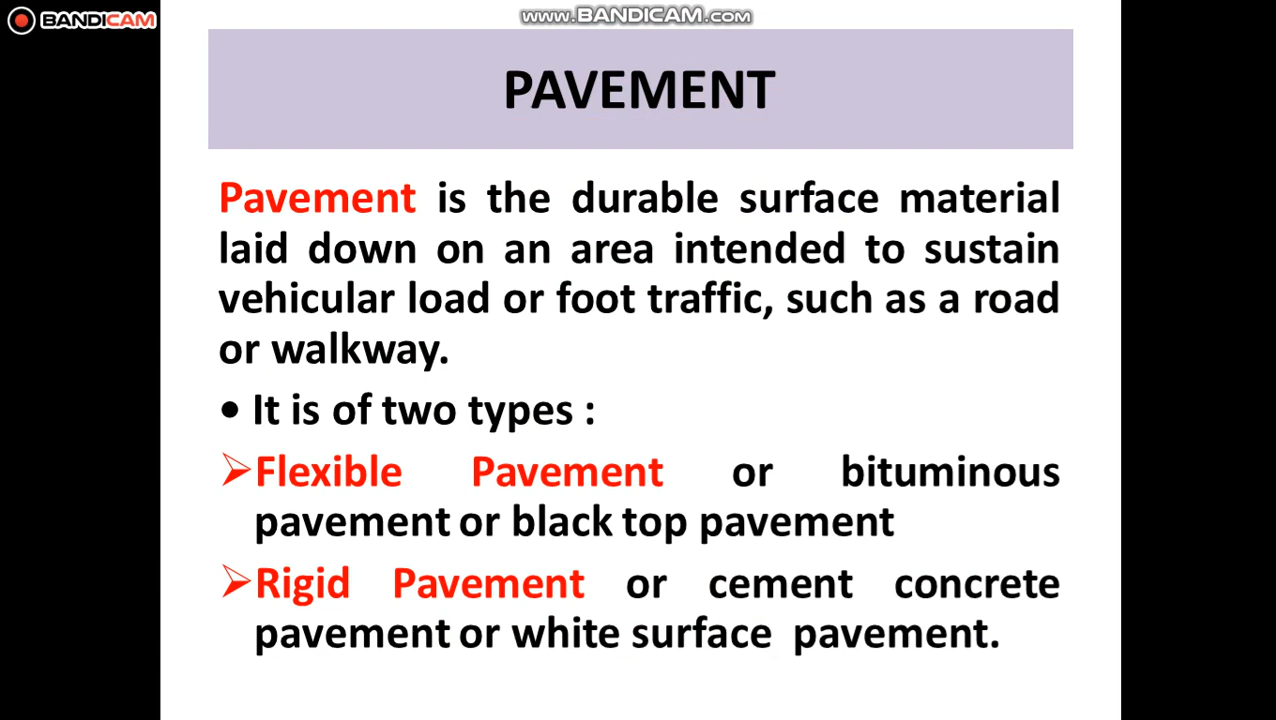 BANDICAM
www.BANDICAM.com
PAVEMENT
Pavement is the durable surface material
laid down on an area intended to sustain
vehicular load or foot traffic, such as a road
or walkway.
• It is of two types :
➢Flexible Pavement or bituminous
pavement or black top pavement
➢Rigid Pavement or cement concrete
pavement or white surface pavement.